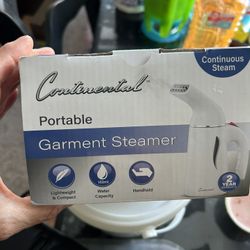 Continental
Continuous
Steam
Portable
Garment Steamer
Lightweight
& Compact
Water
Capacity
Handheld
2
YEAR